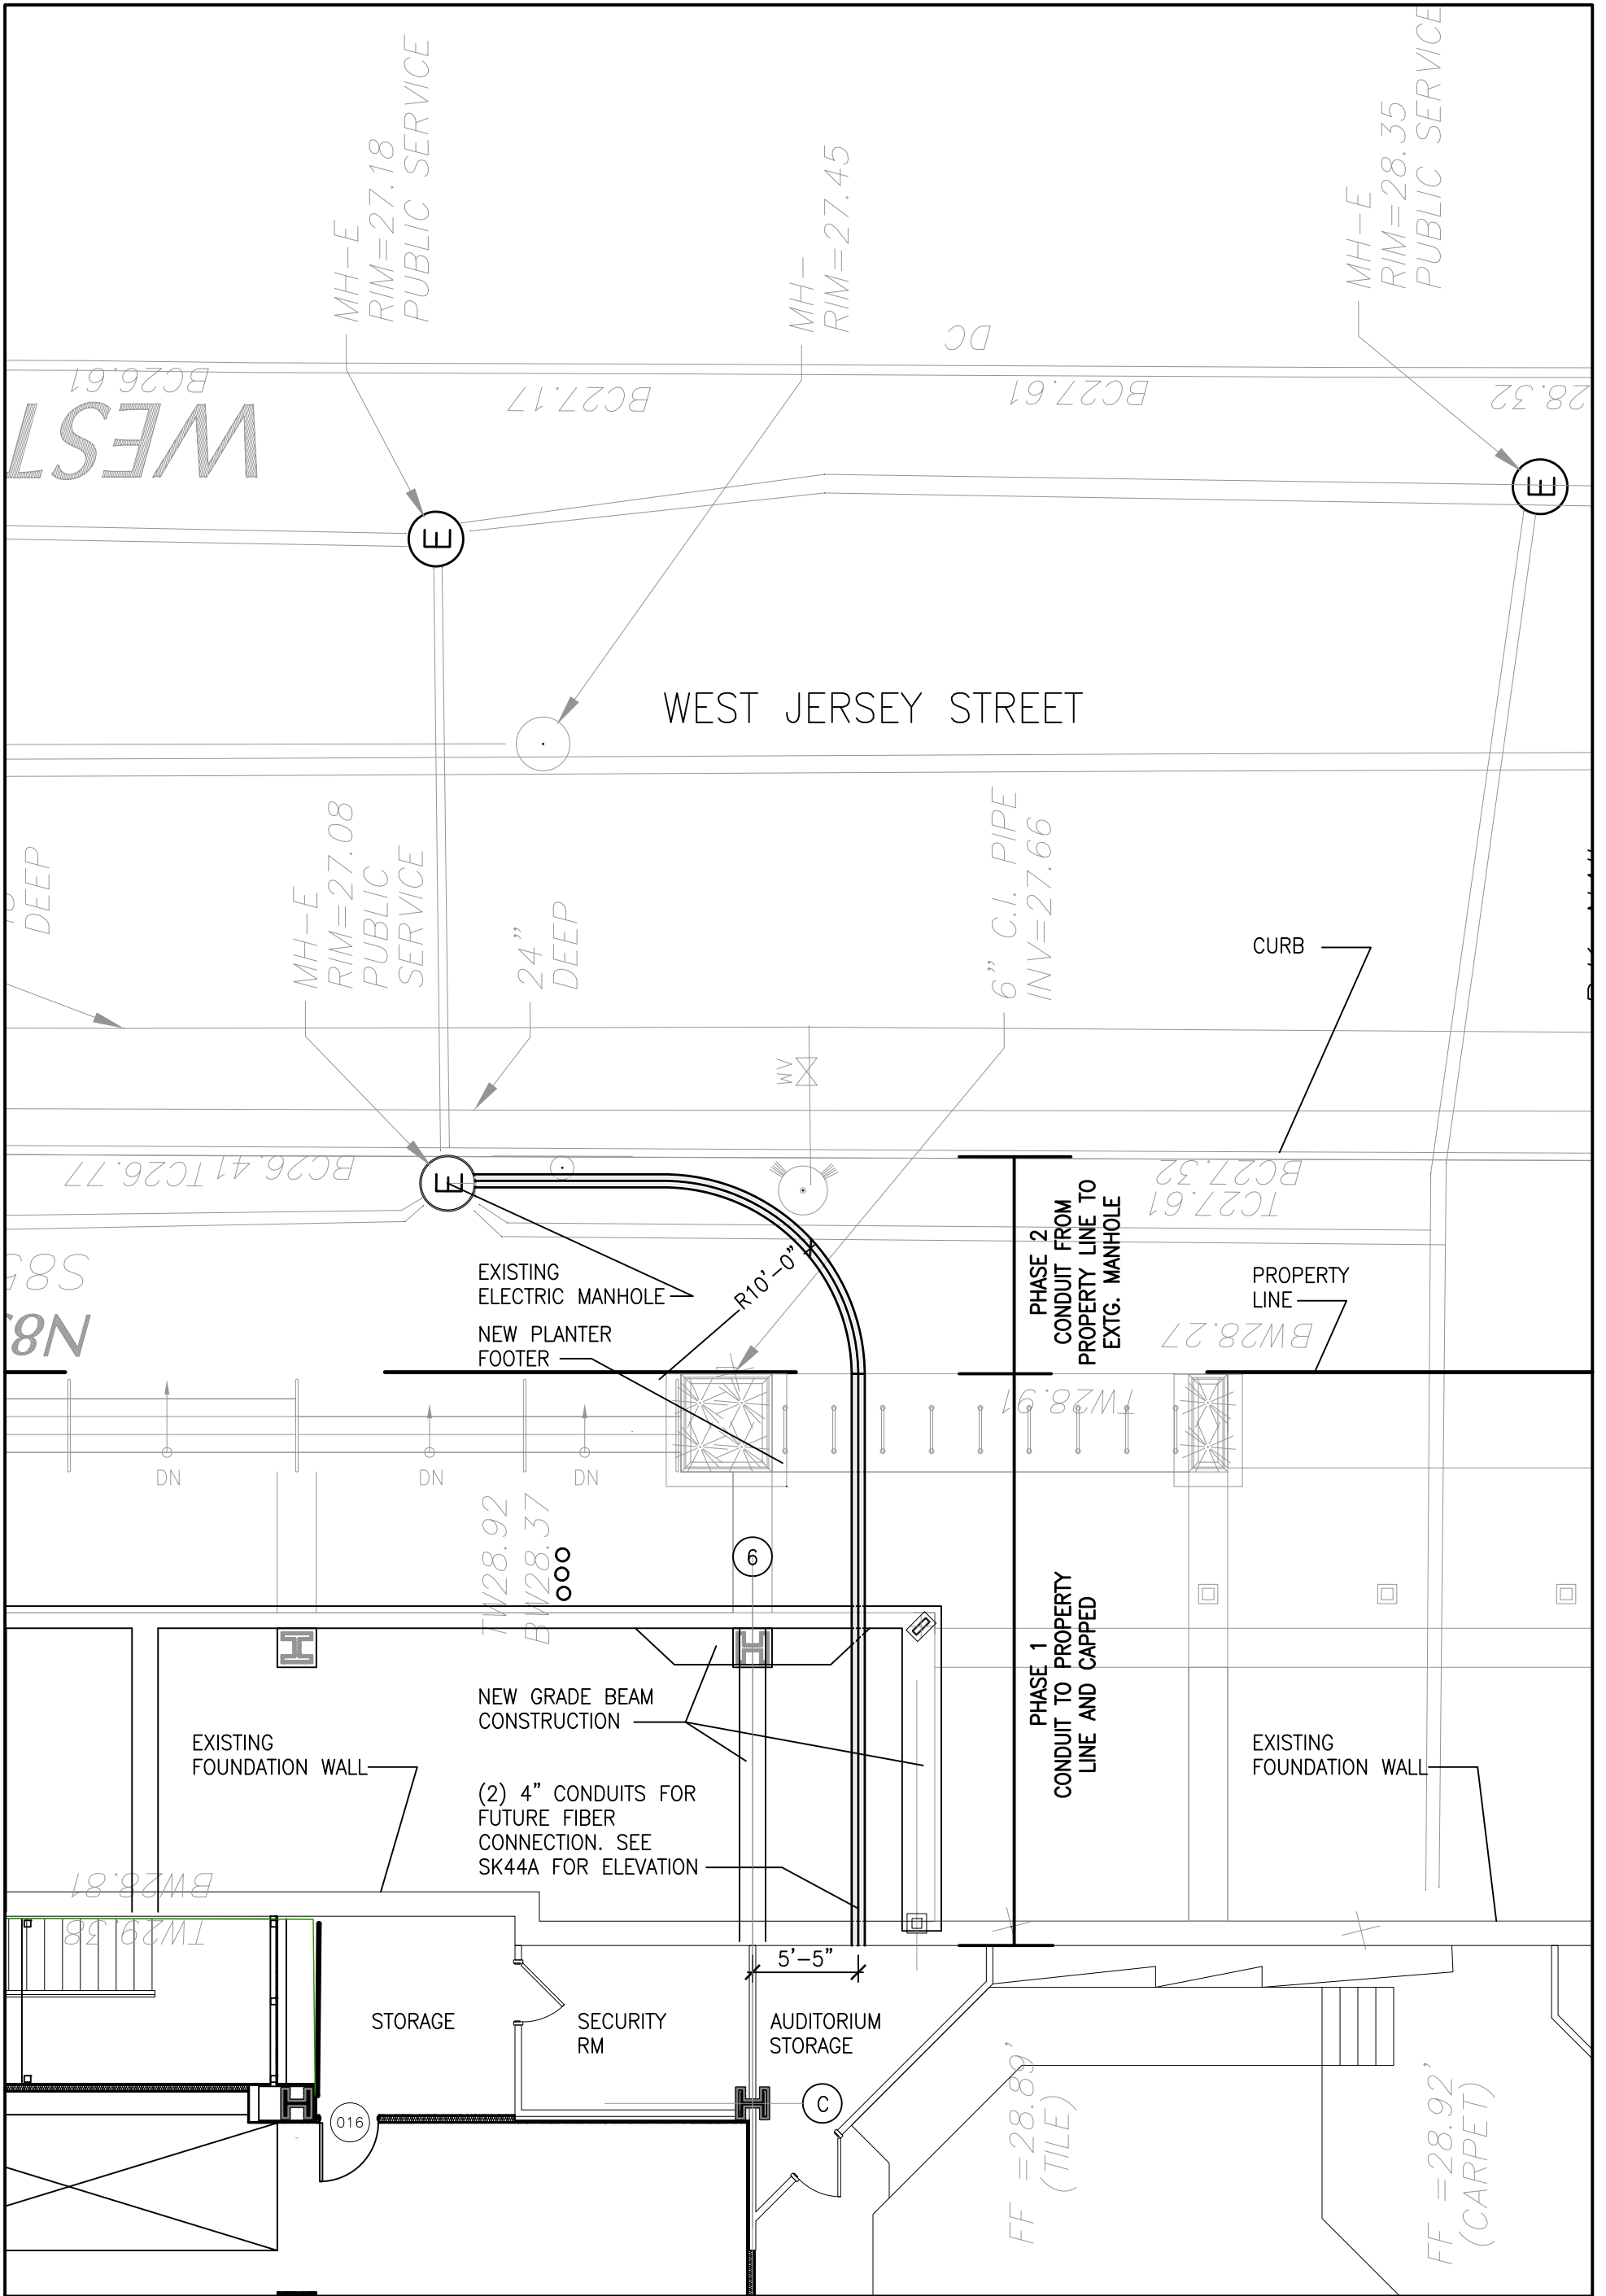 MH-E
RIM=27.18
PUBLIC SERVICE
MH-
RIM=27.45
MH-E
RIM=28.35
PUBLIC SERVICE
DC
BC26.61
BC27.17
BC27.61
28.32
WEST
E
E
WEST JERSEY STREET
DEEP
MH-E
RIM=27.08
PUBLIC
SERVICE
24"
DEEP
6" C.I. PIPE
INV=27.66
CURB
WV
TC26.77
BC26.41
E
BC27.32
TC27.61
S85
N8
EXISTING
ELECTRIC MANHOLE
R10'-0"
NEW PLANTER
FOOTER
PHASE 2
CONDUIT FROM
PROPERTY LINE TO
EXTG. MANHOLE
PROPERTY
LINE
BW28.27
TW28.91
DN
DN
DN
TW28.92
BW28.37
6
PHASE 1
CONDUIT TO PROPERTY
LINE AND CAPPED
NEW GRADE BEAM
CONSTRUCTION
EXISTING
FOUNDATION WALL
EXISTING
FOUNDATION WALL
(2) 4" CONDUITS FOR
FUTURE FIBER
CONNECTION. SEE
SK44A FOR ELEVATION
BW28.81
TW29.38
5'-5"
STORAGE
SECURITY
RM
AUDITORIUM
STORAGE
C
016
FF =28.89'
(TILE)
FF =28.92'
(CARPET)